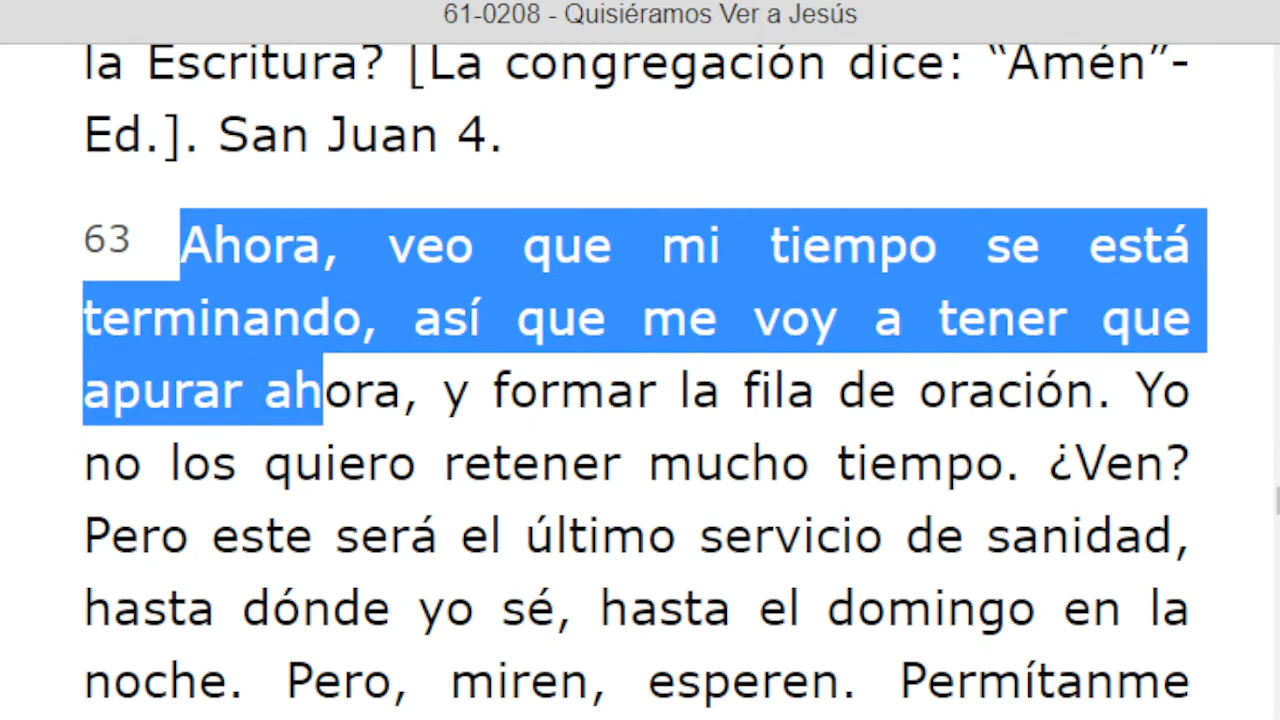 61-0208 - Quisiéramos Ver a Jesús
la Escritura? [La congregación dice: “Amén”-
Ed.]. San Juan 4.
63 Ahora, veo que mi tiempo se está
terminando, así que me voy a tener que
apurar ahora, y formar la fila de oración. Yo
no los quiero retener mucho tiempo. ¿Ven?
Pero este será el último servicio de sanidad,
hasta dónde yo sé, hasta el domingo en la
noche. Pero, miren, esperen. Permítanme